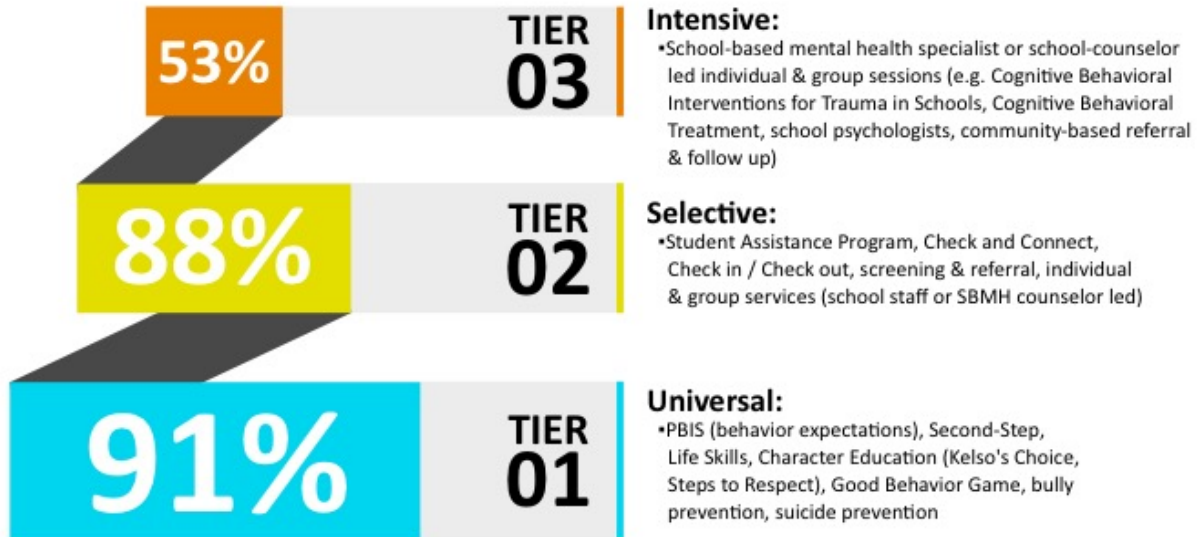 53%
TIER
03
Intensive:
•School-based mental health specialist or school-counselor
led individual & group sessions (e.g. Cognitive Behavioral
Interventions for Trauma in Schools, Cognitive Behavioral
Treatment, school psychologists, community-based referral
& follow up)
88%
TIER
02
Selective:
•Student Assistance Program, Check and Connect,
Check in / Check out, screening & referral, individual
& group services (school staff or SBMH counselor led)
91%
TIER
01
Universal:
•PBIS (behavior expectations), Second-Step,
Life Skills, Character Education (Kelso's Choice,
Steps to Respect), Good Behavior Game, bully
prevention, suicide prevention